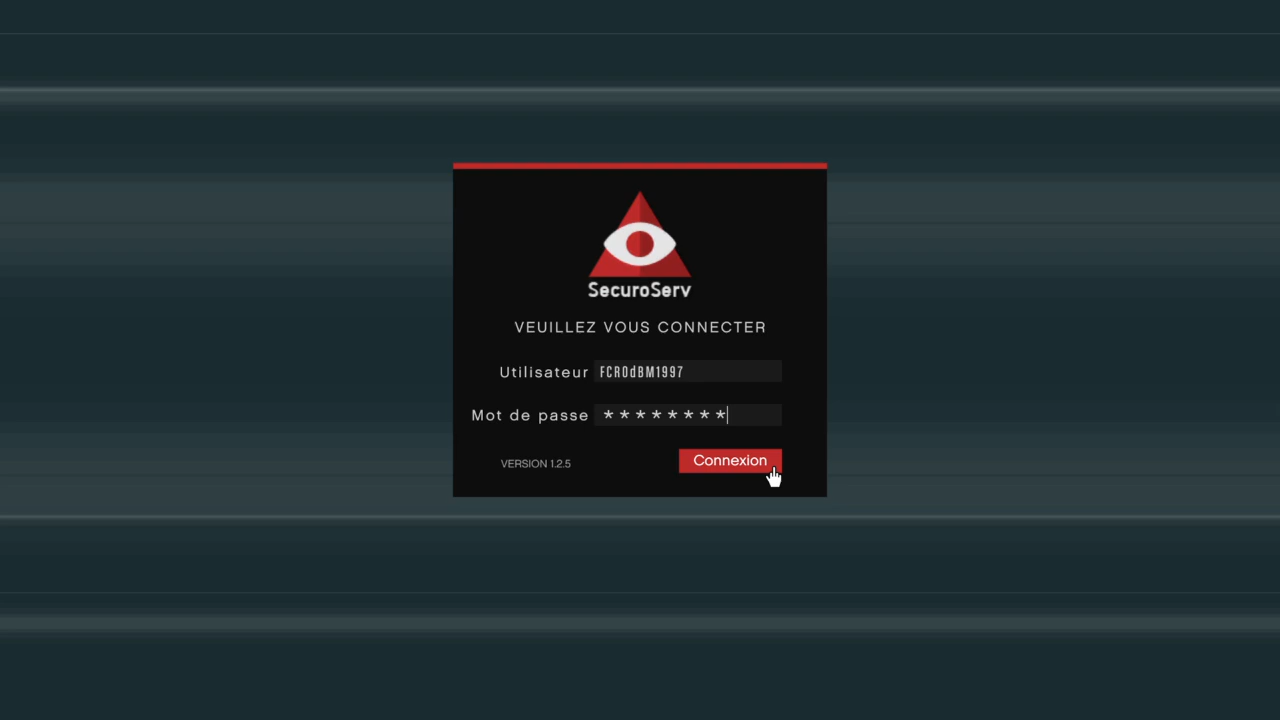 SecuroServ
VEUILLEZ VOUS CONNECTER
Utilisateur FCR0dBM1997
Mot de passe ********
VERSION 1.2.5 Connexion